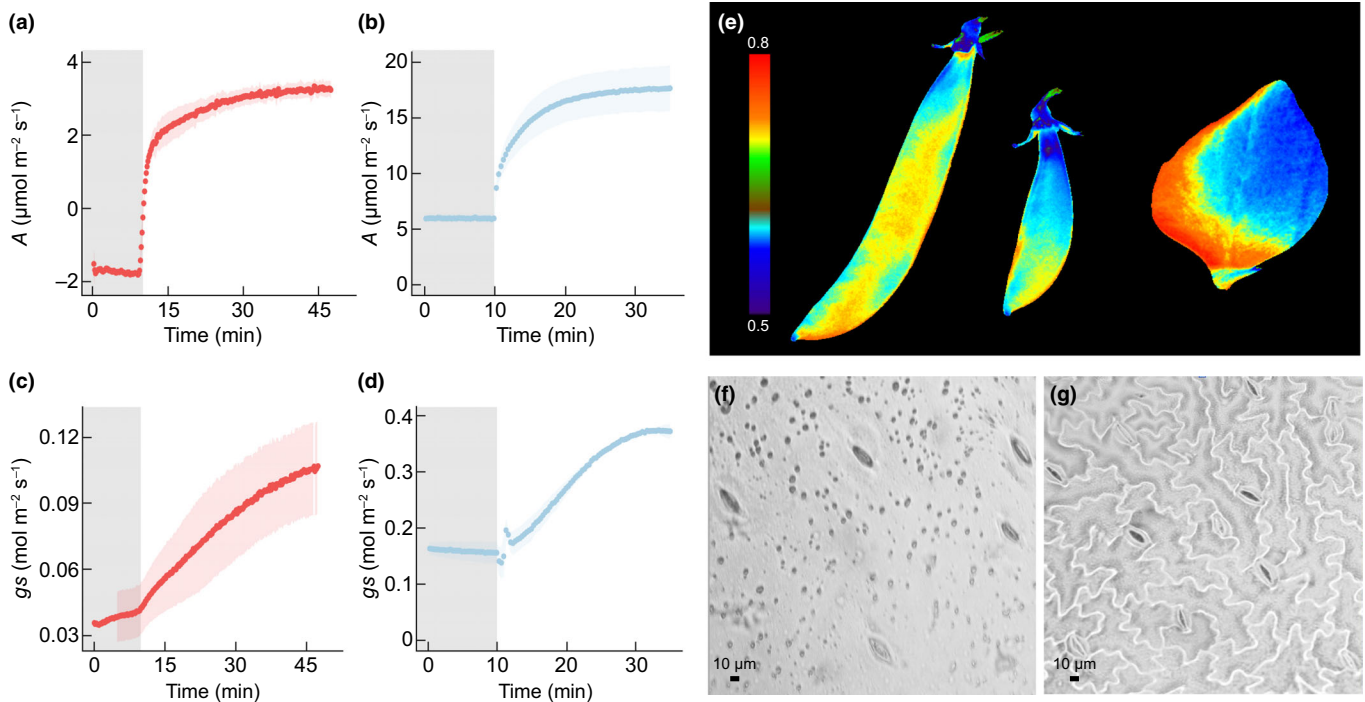 (a)
4
2
0
−2
A (µmol m−2 s−1)
0 15 30 45
Time (min)
(b)
20
15
10
5
0
A (µmol m−2 s−1)
0 10 20 30
Time (min)
(c)
0.12
0.09
0.06
0.03
gs (mol m−2 s−1)
0 15 30 45
Time (min)
(d)
0.4
0.3
0.2
0.1
0
gs (mol m−2 s−1)
0 10 20 30
Time (min)
(e)
0.8
0.5
(f)
10 µm
(g)
10 µm